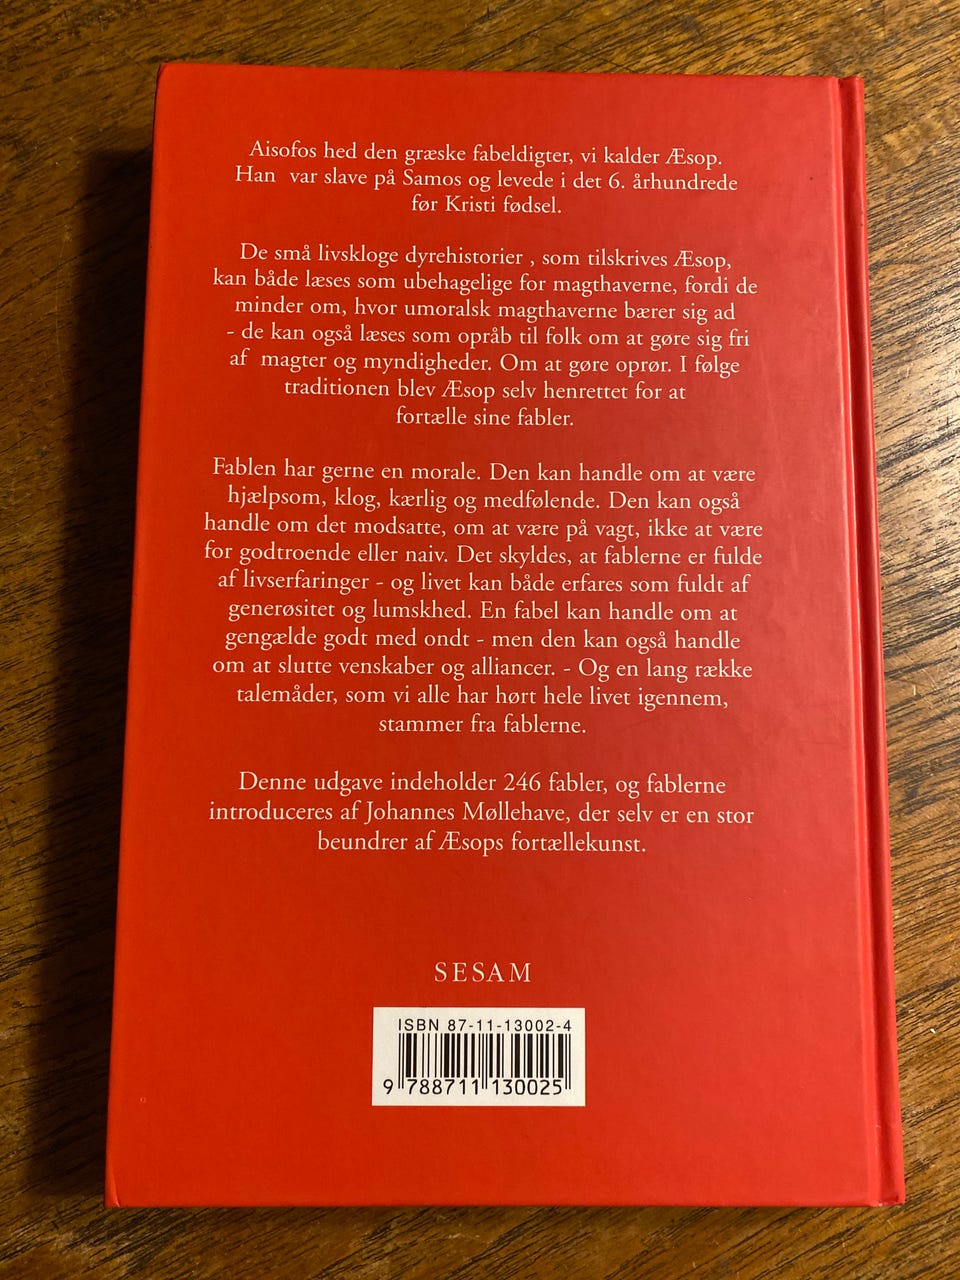 Aisofos hed den græske fabeldigter, vi kalder Æsop.
Han var slave på Samos og levede i det 6. århundrede
før Kristi fødsel.
De små livskloge dyrehistorier , som tilskrives Æsop,
kan både læses som ubehagelige for magthaverne, fordi de
minder om, hvor umoralsk magthaverne bærer sig ad
- de kan også læses som opråb til folk om at gøre sig fri
af magter og myndigheder. Om at gøre oprør. I følge
traditionen blev Æsop selv henrettet for at
fortælle sine fabler.
Fablen har gerne en morale. Den kan handle om at være
hjælpsom, klog, kærlig og medfølende. Den kan også
handle om det modsatte, om at være på vagt, ikke at være
for godtroende eller naiv. Det skyldes, at fablerne er fulde
af livserfaringer - og livet kan både erfares som fuldt af
generøsitet og lumskhed. En fabel kan handle om at
gengælde godt med ondt - men den kan også handle
om at slutte venskaber og alliancer. - Og en lang række
talemåder, som vi alle har hørt hele livet igennem,
stammer fra fablerne.
Denne udgave indeholder 246 fabler, og fablerne
introduceres af Johannes Møllehave, der selv er en stor
beundrer af Æsops fortællekunst.
SESAM
ISBN 87-11-13002-4
9 788711 130025